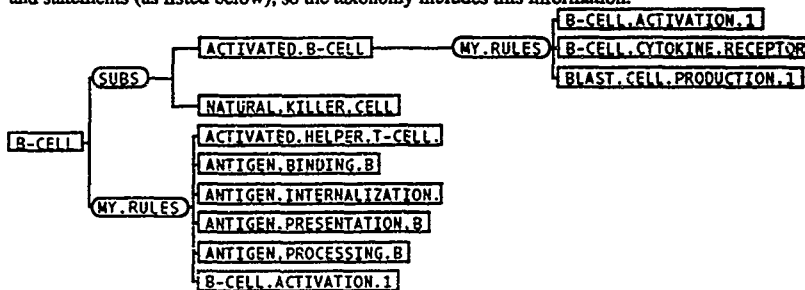 and statements (as listed below), so the taxonomy includes this information.
B-CELL.ACTIVATION.1
ACTIVATED.B-CELL
MY.RULES
B-CELL.CYTOKINE.RECEPTOR
SUBS
BLAST.CELL.PRODUCTION.1
NATURAL.KILLER.CELL
B-CELL
ACTIVATED.HELPER.T-CELL.
ANTIGEN.BINDING.B
ANTIGEN.INTERNALIZATION.
MY.RULES
ANTIGEN.PRESENTATION.B
ANTIGEN.PROCESSING.B
B-CELL.ACTIVATION.1